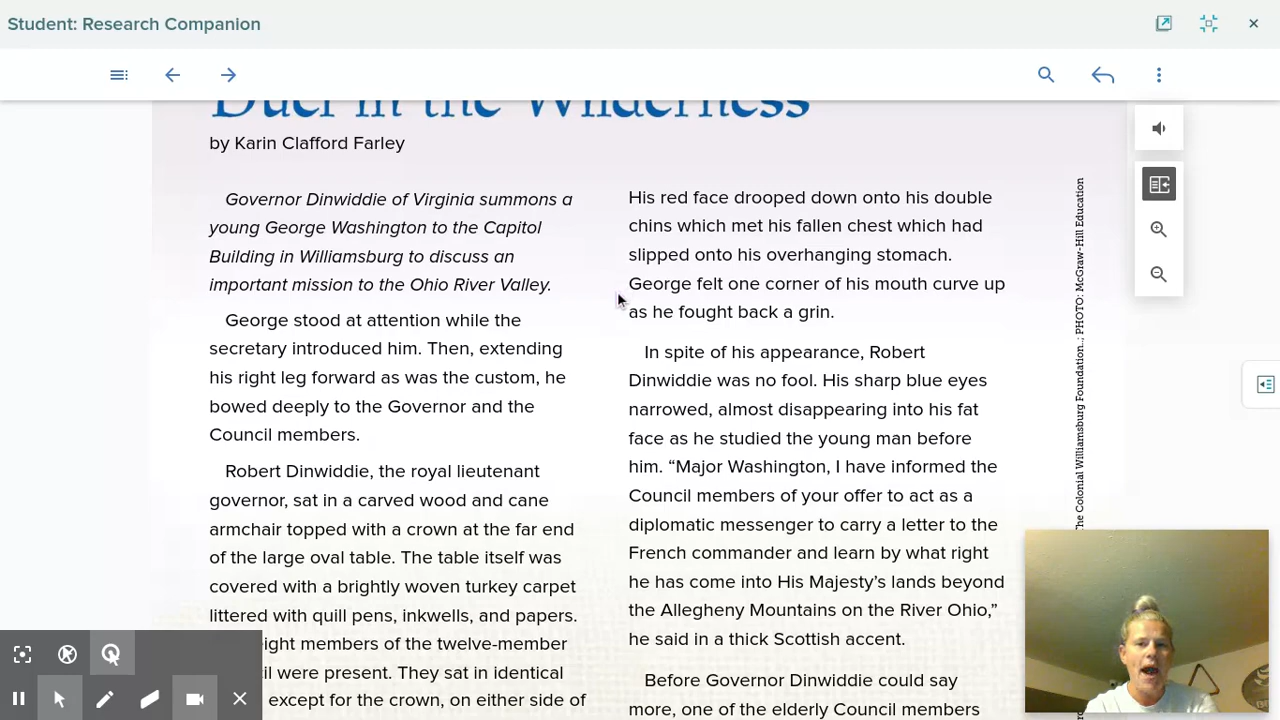 Student: Research Companion
Duel in the Wilderness
by Karin Clafford Farley
Governor Dinwiddie of Virginia summons a
young George Washington to the Capitol
Building in Williamsburg to discuss an
important mission to the Ohio River Valley.
George stood at attention while the
secretary introduced him. Then, extending
his right leg forward as was the custom, he
bowed deeply to the Governor and the
Council members.
Robert Dinwiddie, the royal lieutenant
governor, sat in a carved wood and cane
armchair topped with a crown at the far end
of the large oval table. The table itself was
covered with a brightly woven turkey carpet
littered with quill pens, inkwells, and papers.
eight members of the twelve-member
were present. They sat in identical
except for the crown, on either side of
His red face drooped down onto his double
chins which met his fallen chest which had
slipped onto his overhanging stomach.
George felt one corner of his mouth curve up
as he fought back a grin.
In spite of his appearance, Robert
Dinwiddie was no fool. His sharp blue eyes
narrowed, almost disappearing into his fat
face as he studied the young man before
him. “Major Washington, I have informed the
Council members of your offer to act as a
diplomatic messenger to carry a letter to the
French commander and learn by what right
he has come into His Majesty’s lands beyond
the Allegheny Mountains on the River Ohio,”
he said in a thick Scottish accent.
Before Governor Dinwiddie could say
more, one of the elderly Council members
The Colonial Williamsburg Foundation.; PHOTO: McGraw-Hill Education